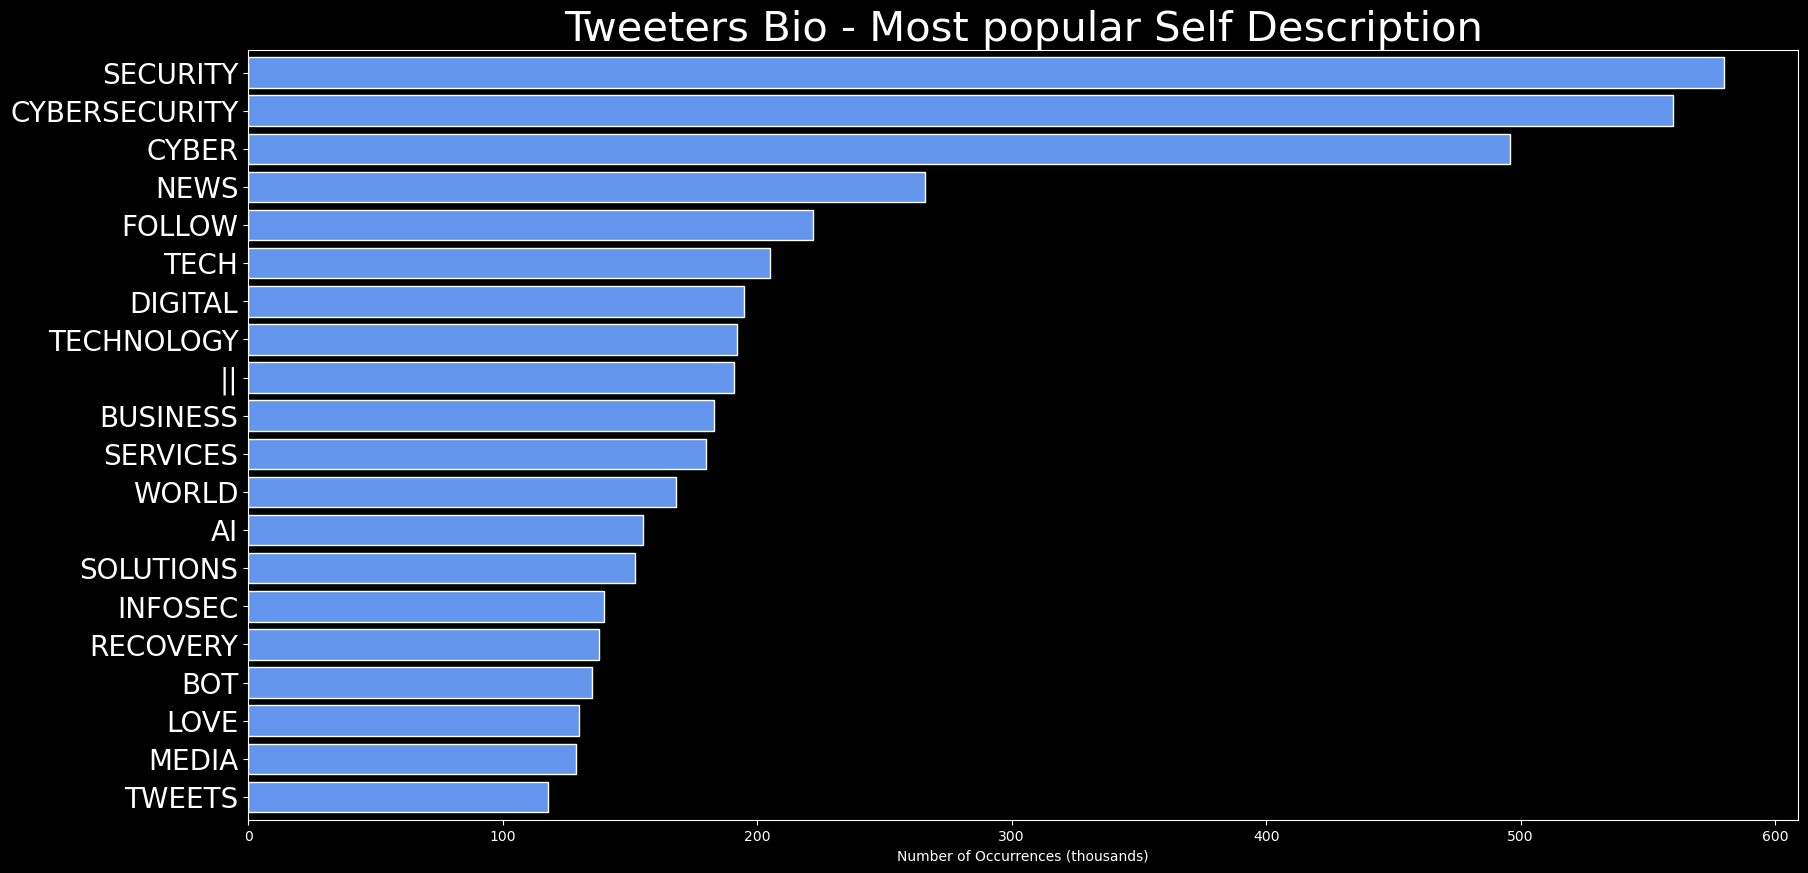 Tweeters Bio - Most popular Self Description
SECURITY
CYBERSECURITY
CYBER
NEWS
FOLLOW
TECH
DIGITAL
TECHNOLOGY
||
BUSINESS
SERVICES
WORLD
AI
SOLUTIONS
INFOSEC
RECOVERY
BOT
LOVE
MEDIA
TWEETS
0 100 200 300 400 500 600
Number of Occurrences (thousands)